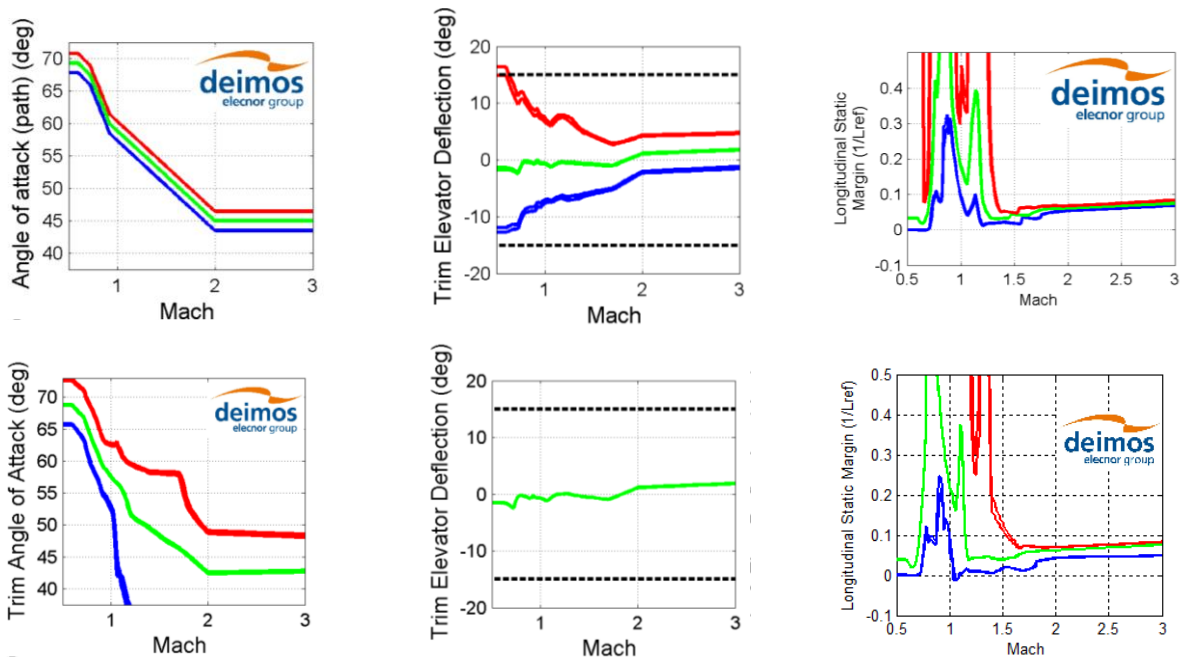 Angle of attack (path) (deg)
70
65
60
55
50
45
40
1
2
3
Mach
deimos
elecnor group
Trim Elevator Deflection (deg)
20
10
0
-10
-20
1
2
3
Mach
Longitudinal Static
Margin (1/Lref)
0.4
0.3
0.2
0.1
0
-0.1
0.5
1
1.5
2
2.5
3
Mach
deimos
elecnor group
Trim Angle of Attack (deg)
70
65
60
55
50
45
40
1
2
3
Mach
deimos
elecnor group
Trim Elevator Deflection (deg)
20
10
0
-10
-20
1
2
3
Mach
Longitudinal Static Margin (1/Lref)
0.5
0.4
0.3
0.2
0.1
0
-0.1
0.5
1
1.5
2
2.5
3
Mach
deimos
elecnor group